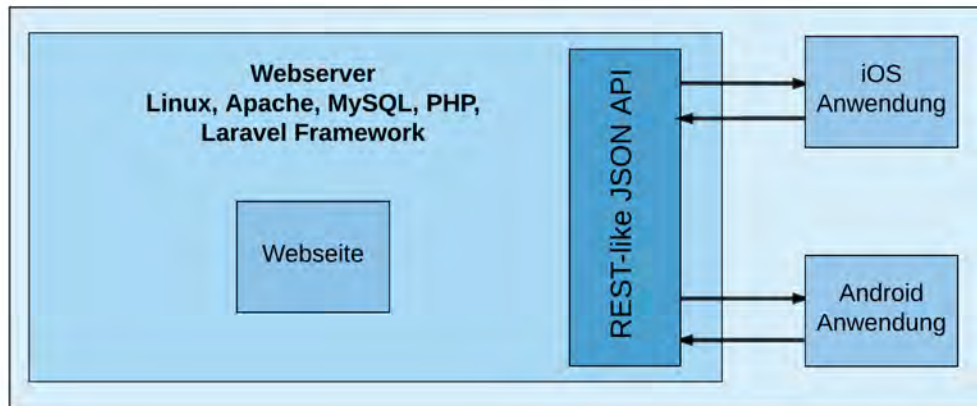 Webserver
Linux, Apache, MySQL, PHP,
Laravel Framework
Webseite
REST-like JSON API
iOS
Anwendung
Android
Anwendung